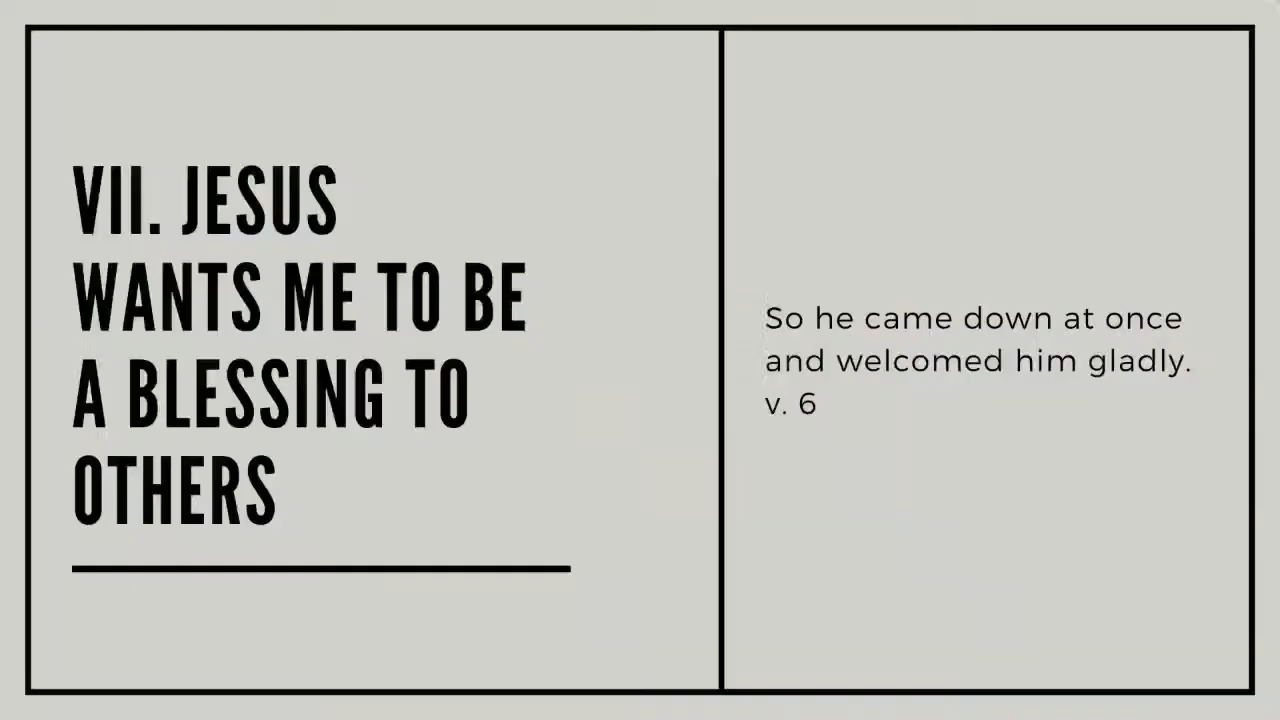 VII. JESUS
WANTS ME TO BE
A BLESSING TO
OTHERS
So he came down at once
and welcomed him gladly.
v. 6